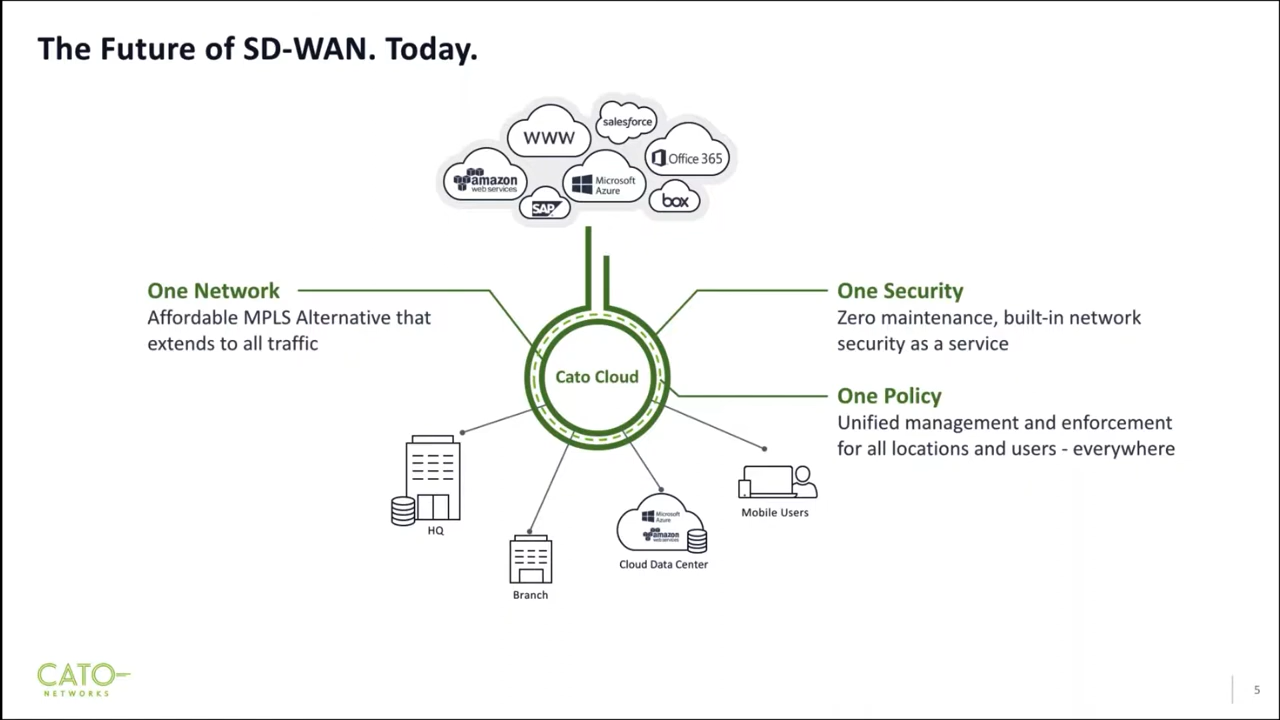 The Future of SD-WAN. Today.
www
salesforce
Office 365
amazon
web services
Microsoft
Azure
SAP
box
One Network
Affordable MPLS Alternative that
extends to all traffic
One Security
Zero maintenance, built-in network
security as a service
Cato Cloud
One Policy
Unified management and enforcement
for all locations and users - everywhere
HQ
Branch
Microsoft
Azure
amazon
web services
Cloud Data Center
Mobile Users
CATO
NETWORKS
5